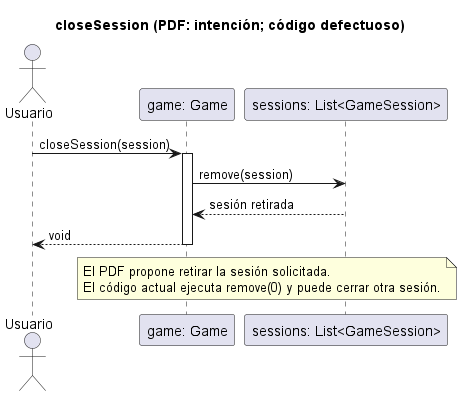 closeSession (PDF: intención; código defectuoso)
Usuario
game: Game
sessions: List<GameSession>
closeSession(session)
remove(session)
sesión retirada
void
El PDF propone retirar la sesión solicitada.
El código actual ejecuta remove(0) y puede cerrar otra sesión.
Usuario
game: Game
sessions: List<GameSession>